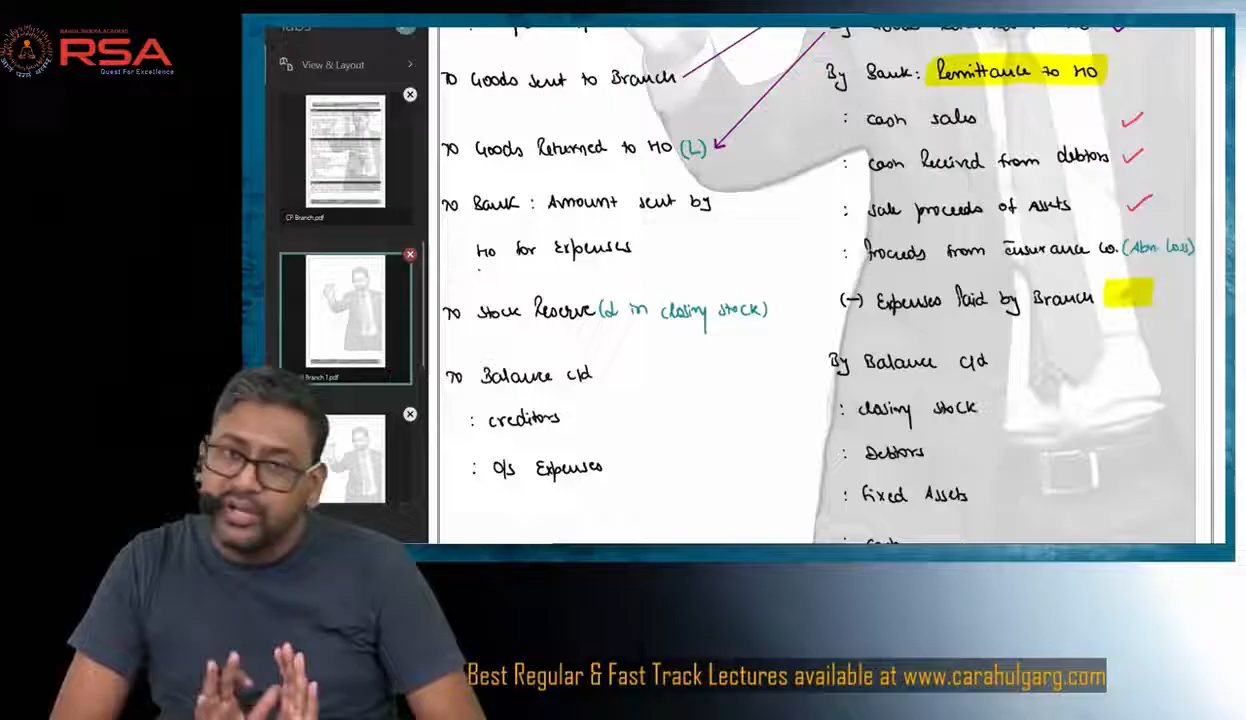 RSA
Quest For Excellence
View & Layout
CP Branch.pdf
Branch 1.pdf
To Goods sent to Branch
To Goods Returned to HO (L)
To Bank : Amount sent by
HO for Expenses
To Stock Reserve (L in closing stock)
To Balance c/d
: creditors
: O/s Expenses
By Bank: Remittance to HO
: cash sales
: cash Received from debtors
: Sale proceeds of Assets
: Proceeds from Insurance co. (Abn. loss)
(-) Expenses Paid by Branch
By Balance c/d
: closing stock
: Debtors
: Fixed Assets
Best Regular & Fast Track Lectures available at www.carahulgarg.com